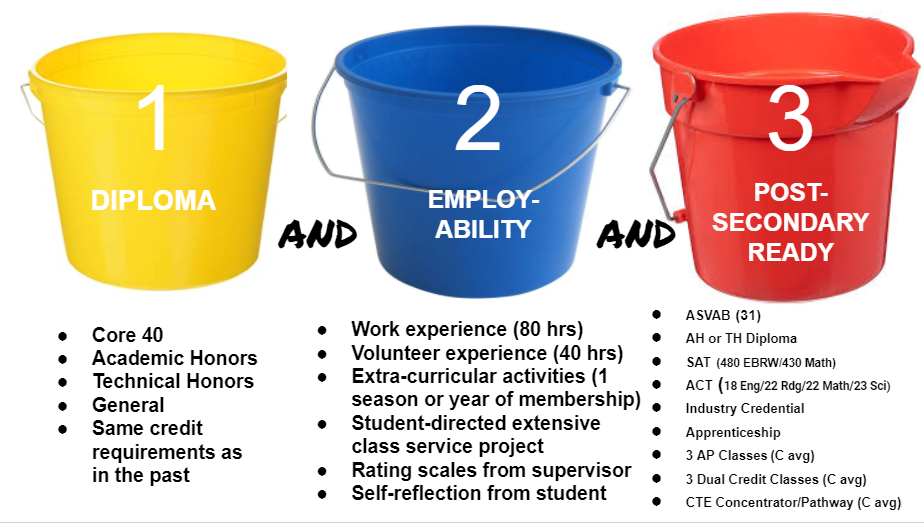 1
DIPLOMA
AND
2
EMPLOY-
ABILITY
AND
3
POST-
SECONDARY
READY
• Core 40
• Academic Honors
• Technical Honors
• General
• Same credit
requirements as
in the past
• Work experience (80 hrs)
• Volunteer experience (40 hrs)
• Extra-curricular activities (1
season or year of membership)
• Student-directed extensive
class service project
• Rating scales from supervisor
• Self-reflection from student
• ASVAB (31)
• AH or TH Diploma
• SAT (480 EBRW/430 Math)
• ACT (18 Eng/22 Rdg/22 Math/23 Sci)
• Industry Credential
• Apprenticeship
• 3 AP Classes (C avg)
• 3 Dual Credit Classes (C avg)
• CTE Concentrator/Pathway (C avg)